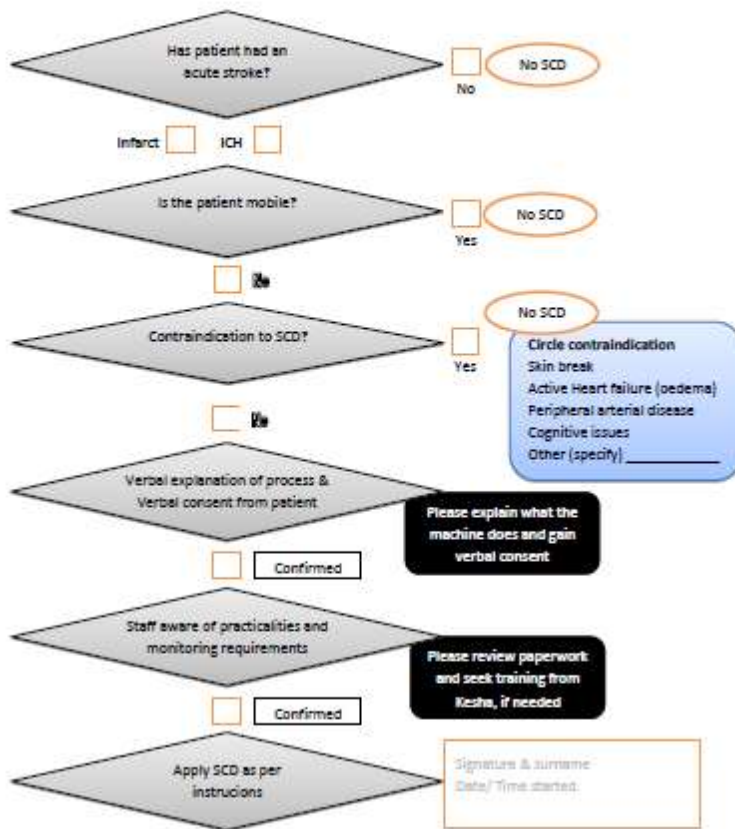 Has patient had an
acute stroke?
No SCD
No
Infarct
ICH
Is the patient mobile?
No SCD
Yes
No
No SCD
Contraindication to SCD?
Yes
Circle contraindication
Skin break
Active Heart failure (oedema)
Peripheral arterial disease
Cognitive issues
Other (specify) __________
No
Verbal explanation of process &
Verbal consent from patient
Please explain what the
machine does and gain
verbal consent
Confirmed
Staff aware of practicalities and
monitoring requirements
Please review paperwork
and seek training from
Kesha, if needed
Confirmed
Apply SCD as per
instrucions
Signature & surname
Date/ Time started.